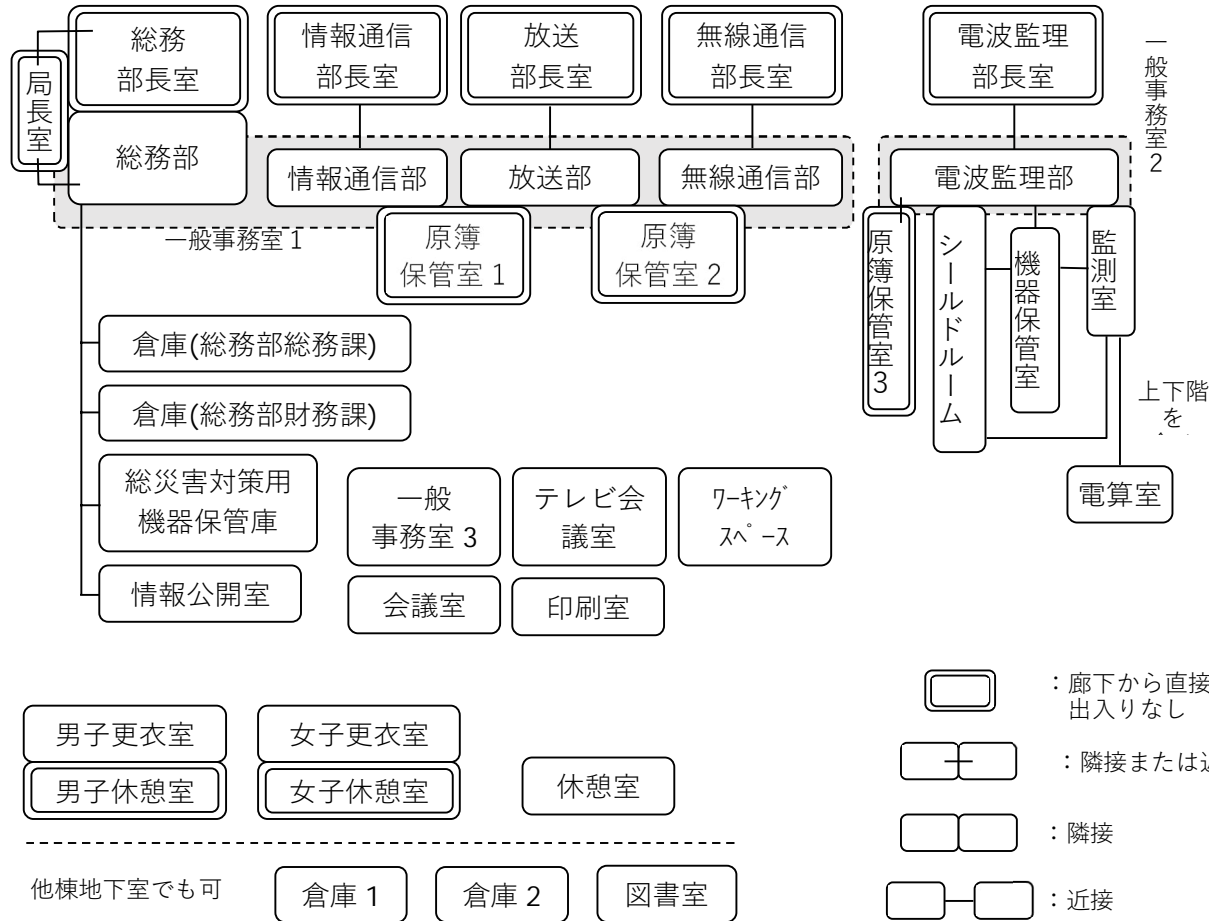 総務
部長室
情報通信
部長室
放送
部長室
無線通信
部長室
電波監理
部長室
一般事務室2
局長室
総務部
情報通信部
放送部
無線通信部
電波監理部
一般事務室1
原簿
保管室1
原簿
保管室2
原簿保管室3
シールドルーム
機器保管室
監測室
倉庫(総務部総務課)
倉庫(総務部財務課)
総災害対策用
機器保管庫
情報公開室
一般
事務室3
テレビ会
議室
ﾜｰｷﾝｸﾞ
ｽﾍﾟｰｽ
会議室
印刷室
上下階
を
電算室
男子更衣室
男子休憩室
女子更衣室
女子休憩室
休憩室
他棟地下室でも可
倉庫1
倉庫2
図書室
：廊下から直接
出入りなし
：隣接または
：隣接
：近接